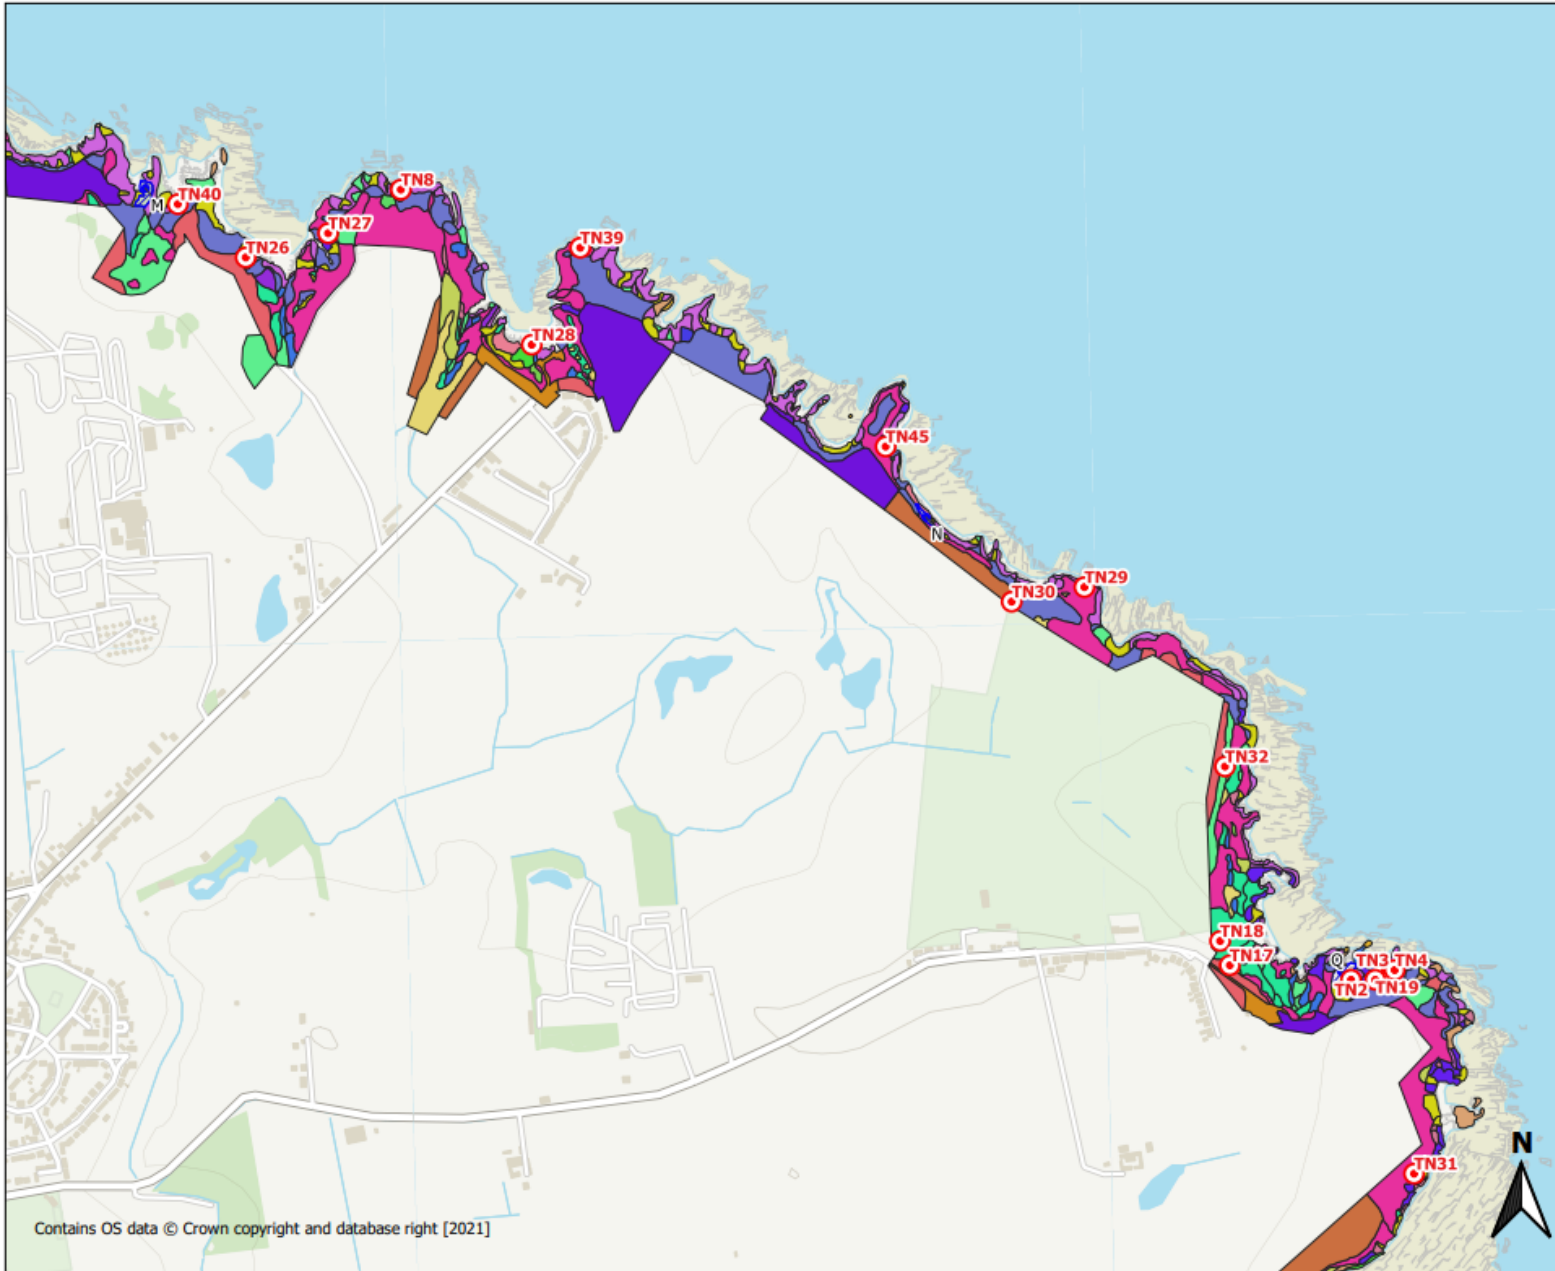 TN8
M
TN40
TN27
TN26
TN39
TN28
TN45
N
TN30
TN29
TN32
TN18
TN17
Q
TN3
TN4
TN2
TN19
N
TN31
Contains OS data © Crown copyright and database right [2021]